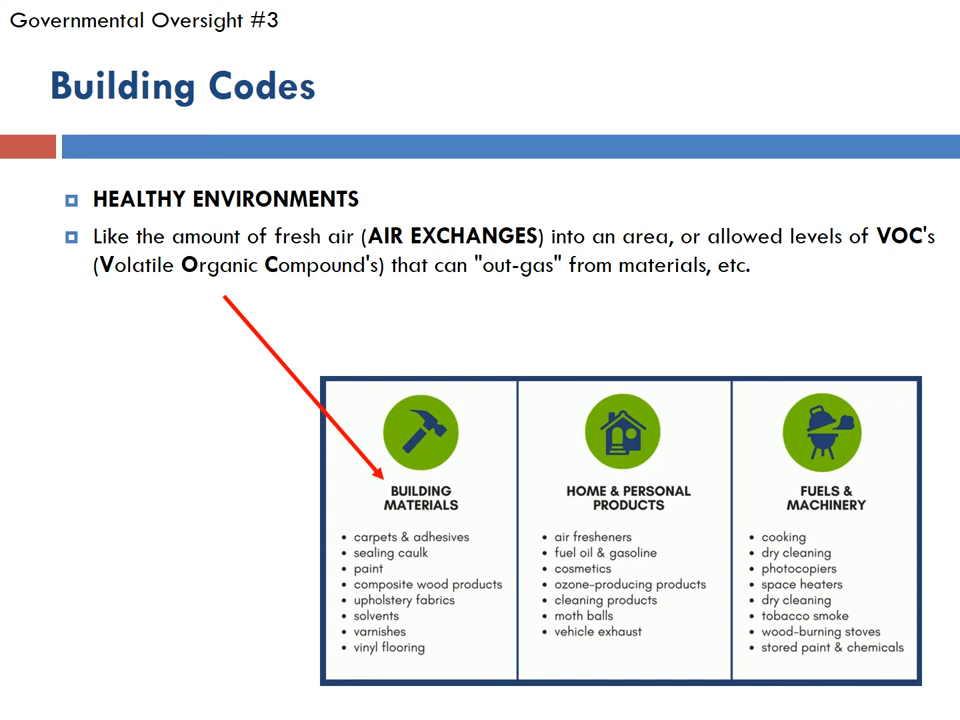 Governmental Oversight #3
Building Codes
HEALTHY ENVIRONMENTS
Like the amount of fresh air (AIR EXCHANGES) into an area, or allowed levels of VOC's
(Volatile Organic Compound's) that can "out-gas" from materials, etc.
BUILDING
MATERIALS
• carpets & adhesives
• sealing caulk
• paint
• composite wood products
• upholstery fabrics
• solvents
• varnishes
• vinyl flooring
HOME & PERSONAL
PRODUCTS
• air fresheners
• fuel oil & gasoline
• cosmetics
• ozone-producing products
• cleaning products
• moth balls
• vehicle exhaust
FUELS &
MACHINERY
• cooking
• dry cleaning
• photocopiers
• space heaters
• dry cleaning
• tobacco smoke
• wood-burning stoves
• stored paint & chemicals